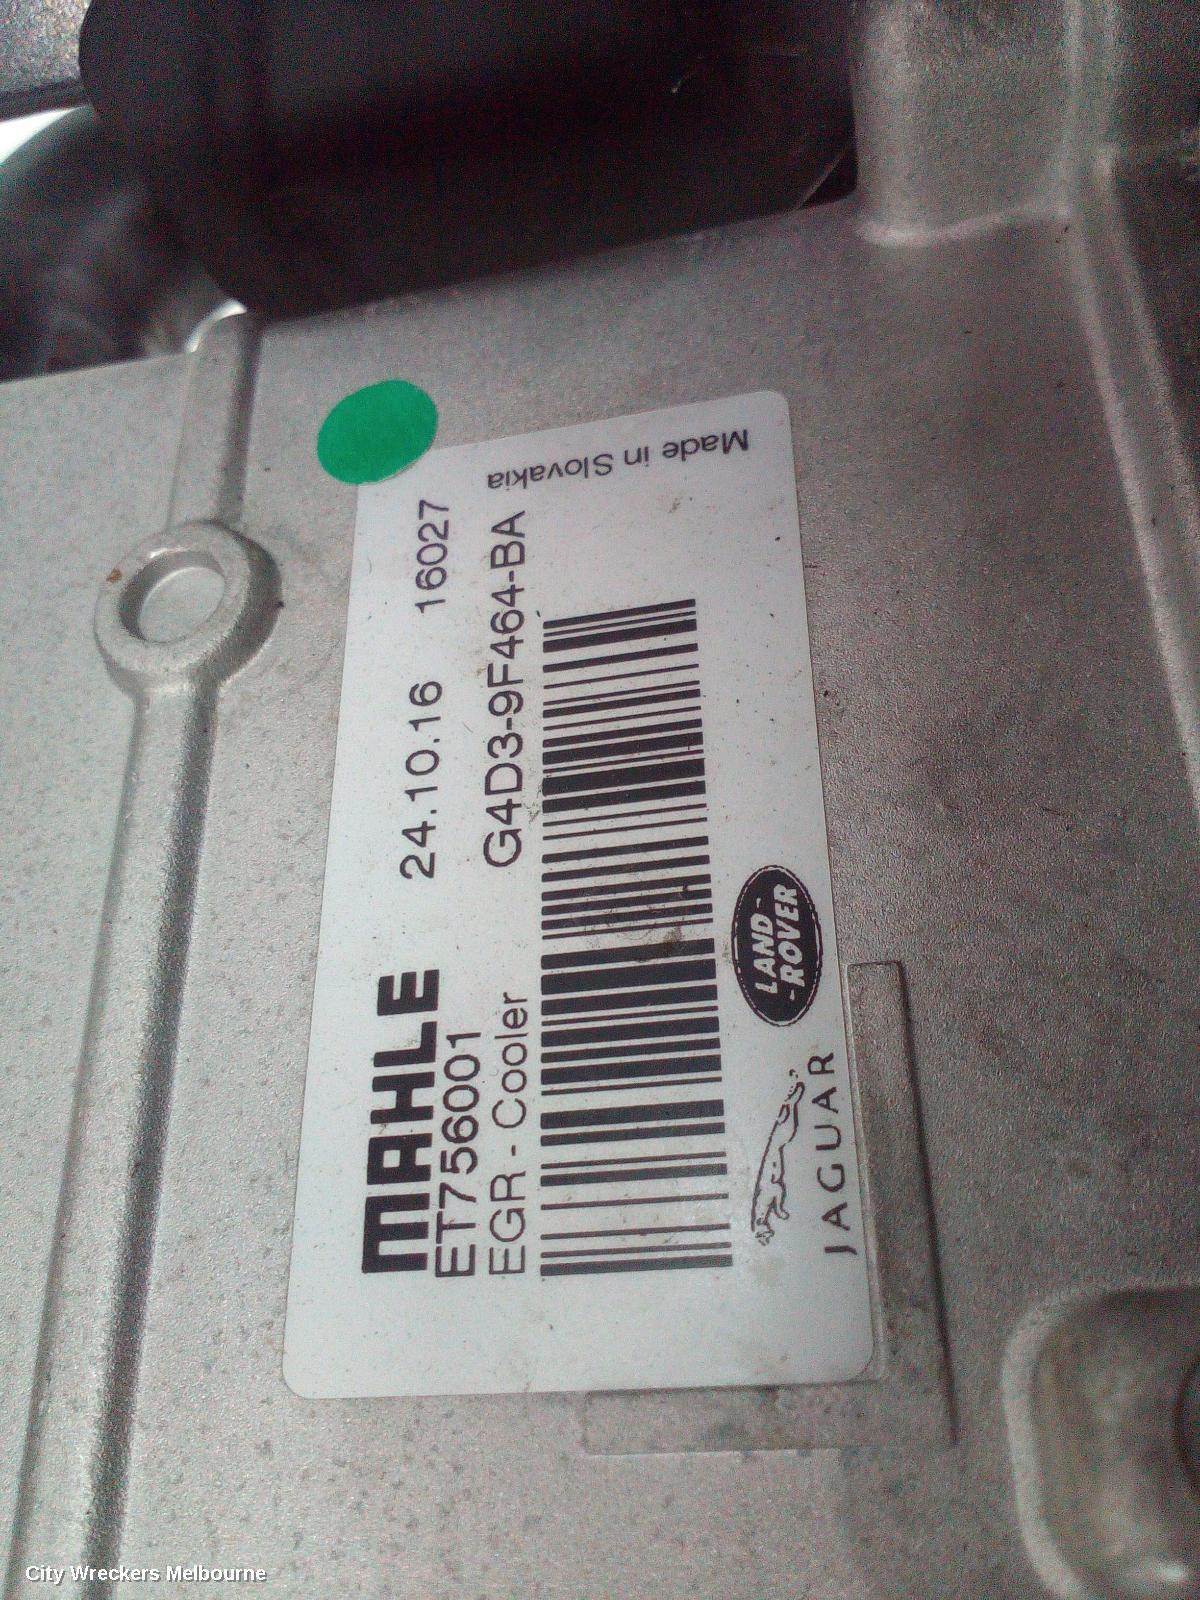 MAHLE 24.10.16 16027
ET756001
EGR - Cooler G4D3-9F464-BA
Made in Slovakia
JAGUAR
LAND-
-ROVER
City Wreckers Melbourne